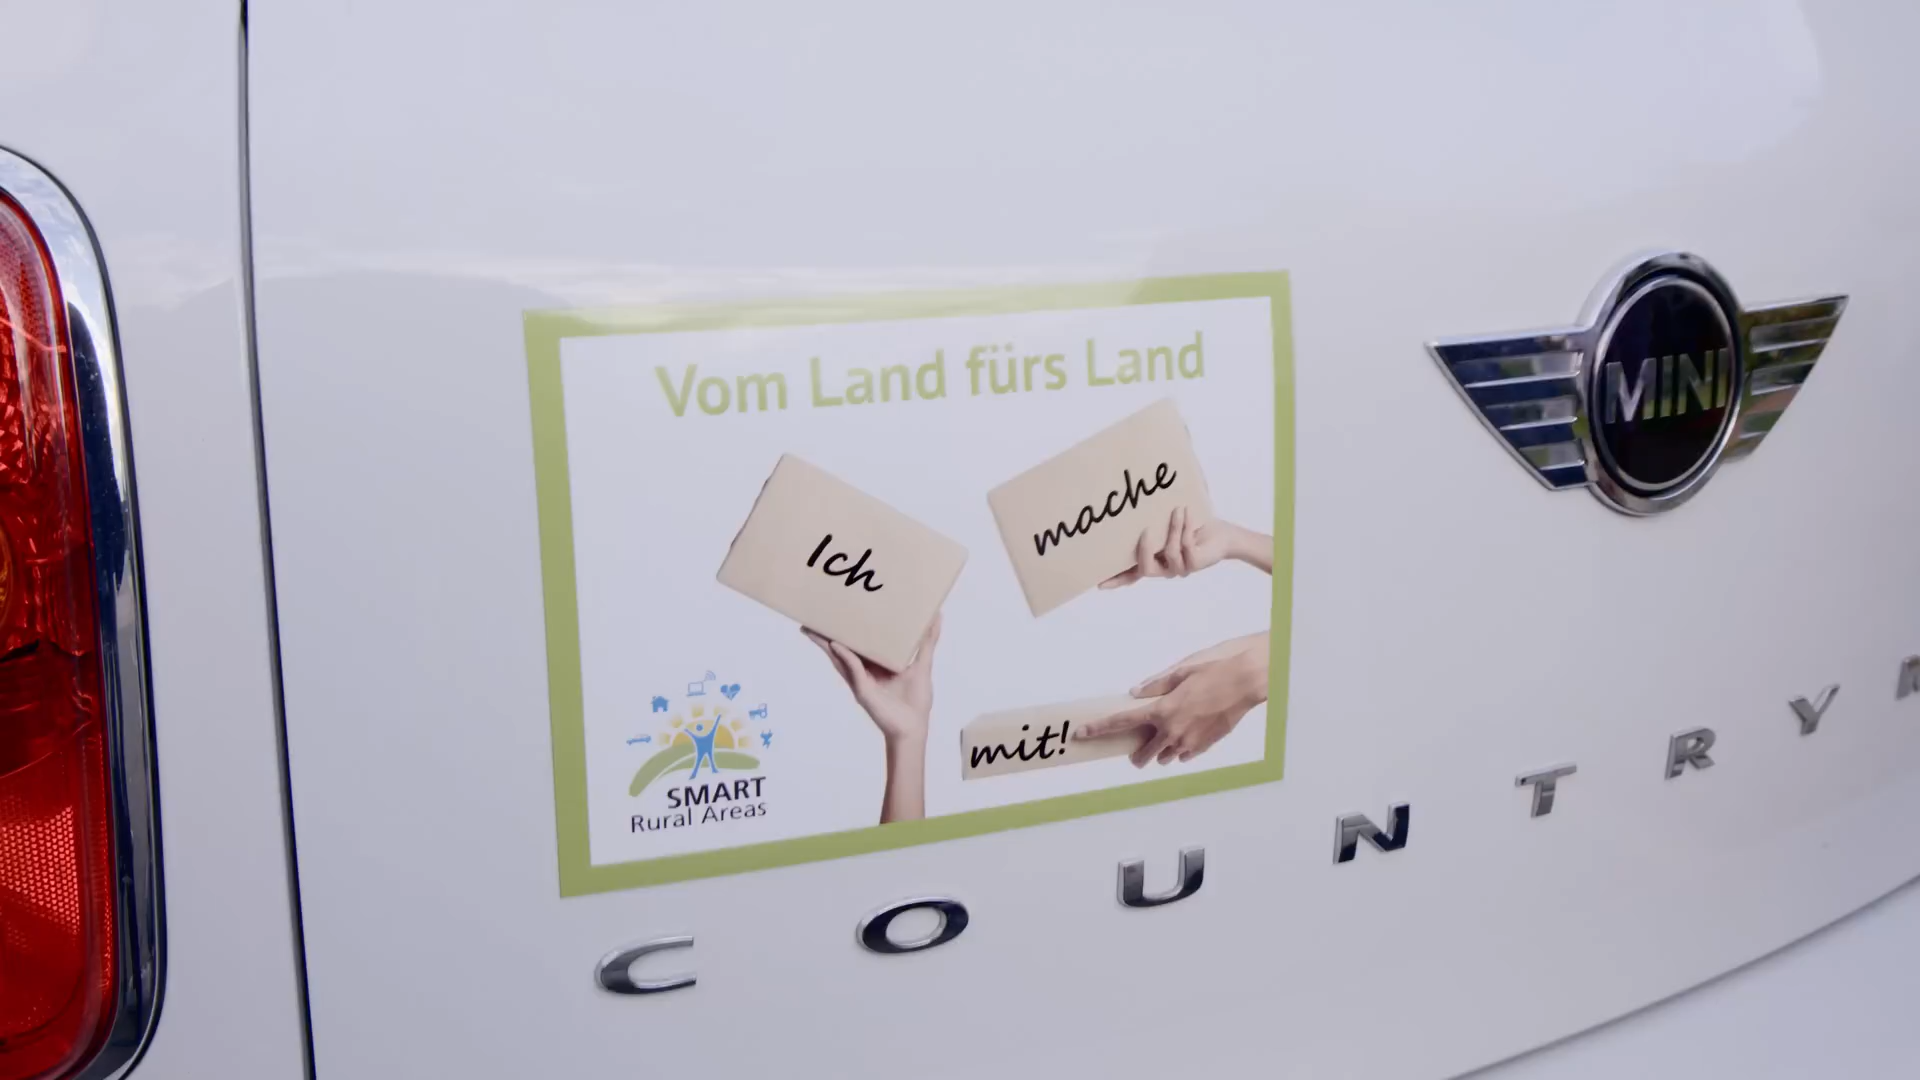 Vom Land fürs Land
Ich
mache
mit!
SMART
Rural Areas
MINI
COUNTRYM